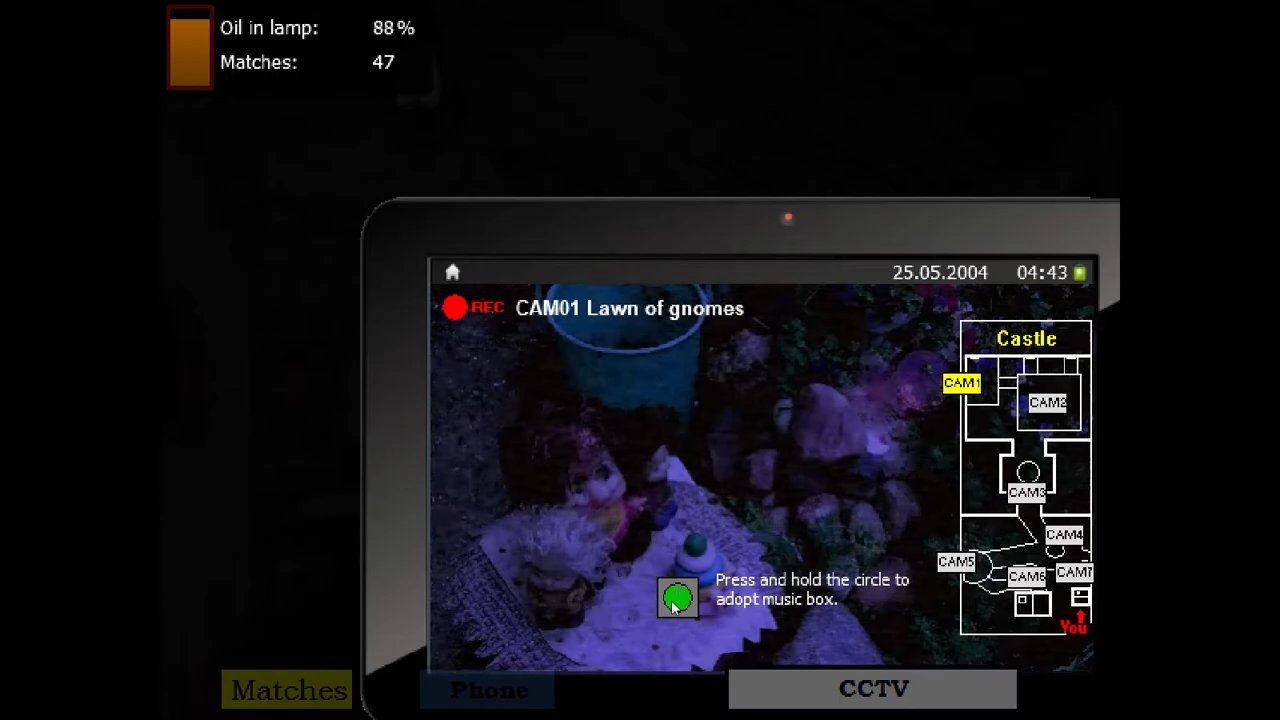 Oil in lamp: 88%
Matches: 47
25.05.2004 04:43
REC CAM01 Lawn of gnomes
Castle
CAM1
CAM2
CAM3
CAM4
CAM5
CAM6
CAM7
You
Press and hold the circle to
adopt music box.
Matches
Phone
CCTV